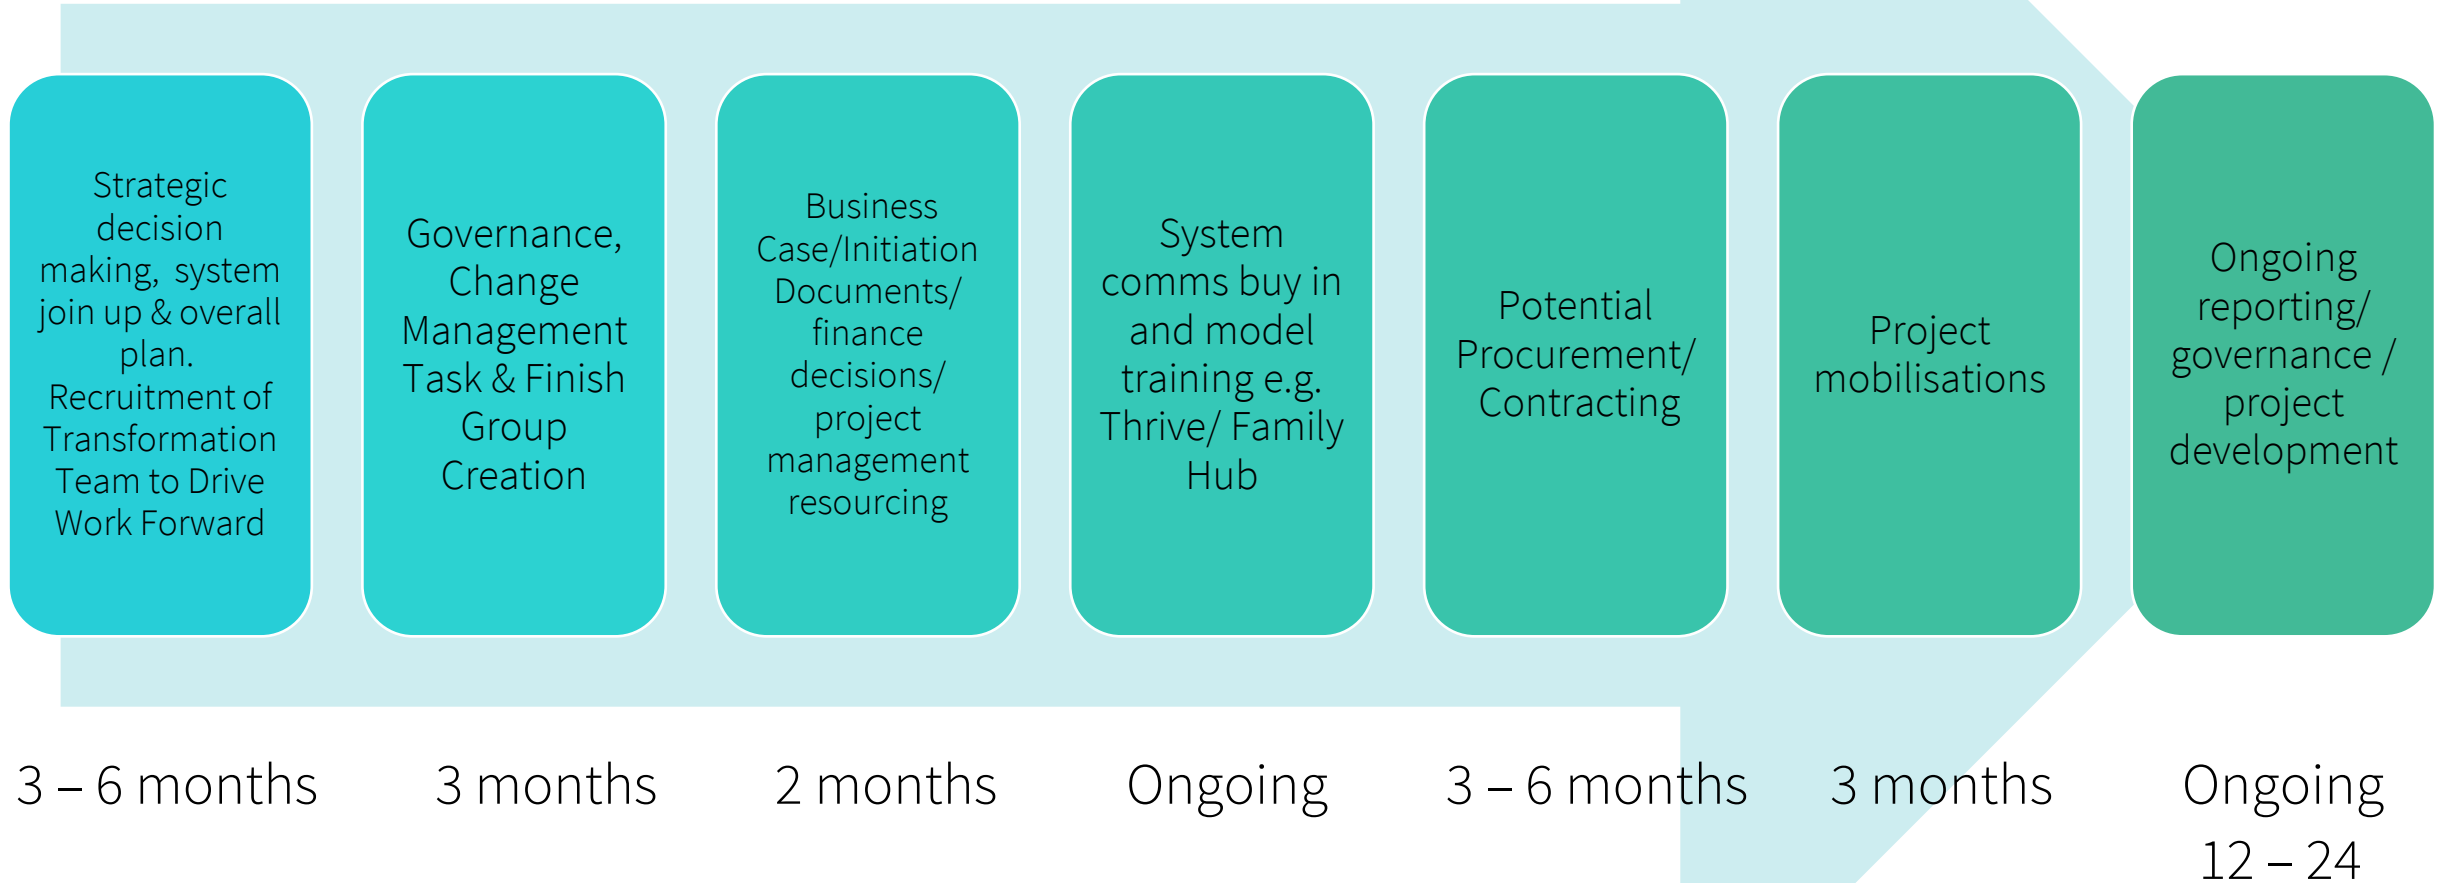 Strategic
decision
making, system
join up & overall
plan.
Recruitment of
Transformation
Team to Drive
Work Forward
Governance,
Change
Management
Task & Finish
Group
Creation
Business
Case/Initiation
Documents/
finance
decisions/
project
management
resourcing
System
comms buy in
and model
training e.g.
Thrive/ Family
Hub
Potential
Procurement/
Contracting
Project
mobilisations
Ongoing
reporting/
governance /
project
development
3 – 6 months
3 months
2 months
Ongoing
3 – 6 months
3 months
Ongoing
12 – 24